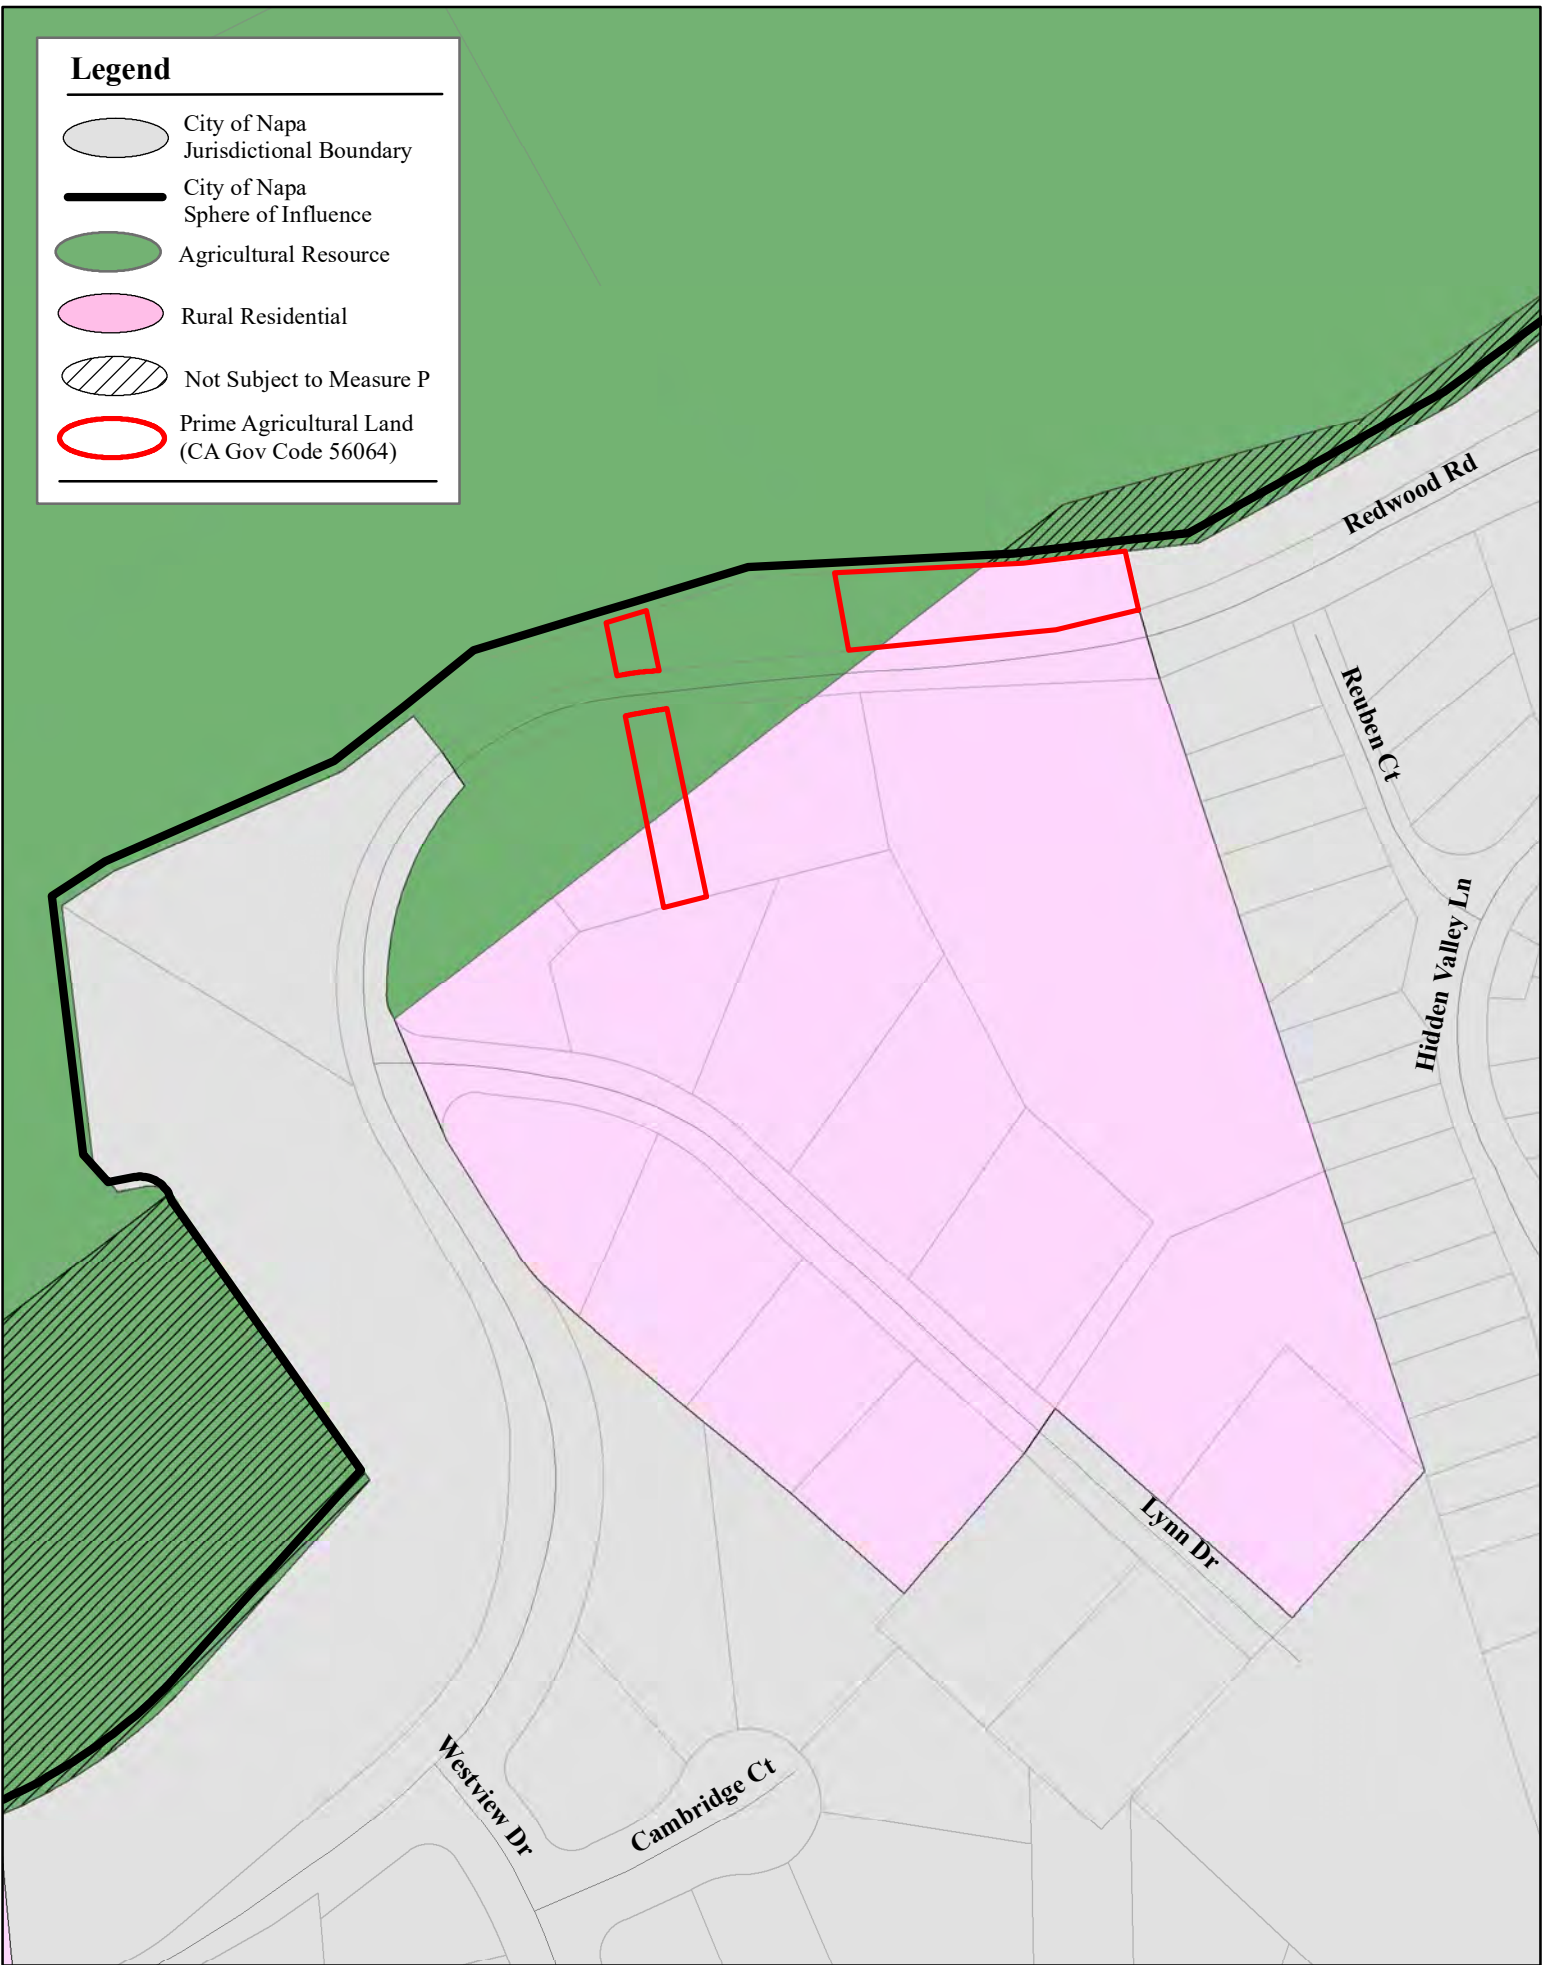 Legend
City of Napa
Jurisdictional Boundary
City of Napa
Sphere of Influence
Agricultural Resource
Rural Residential
Not Subject to Measure P
Prime Agricultural Land
(CA Gov Code 56064)
Redwood Rd
Reuben Ct
Hidden Valley Ln
Lynn Dr
Westview Dr
Cambridge Ct